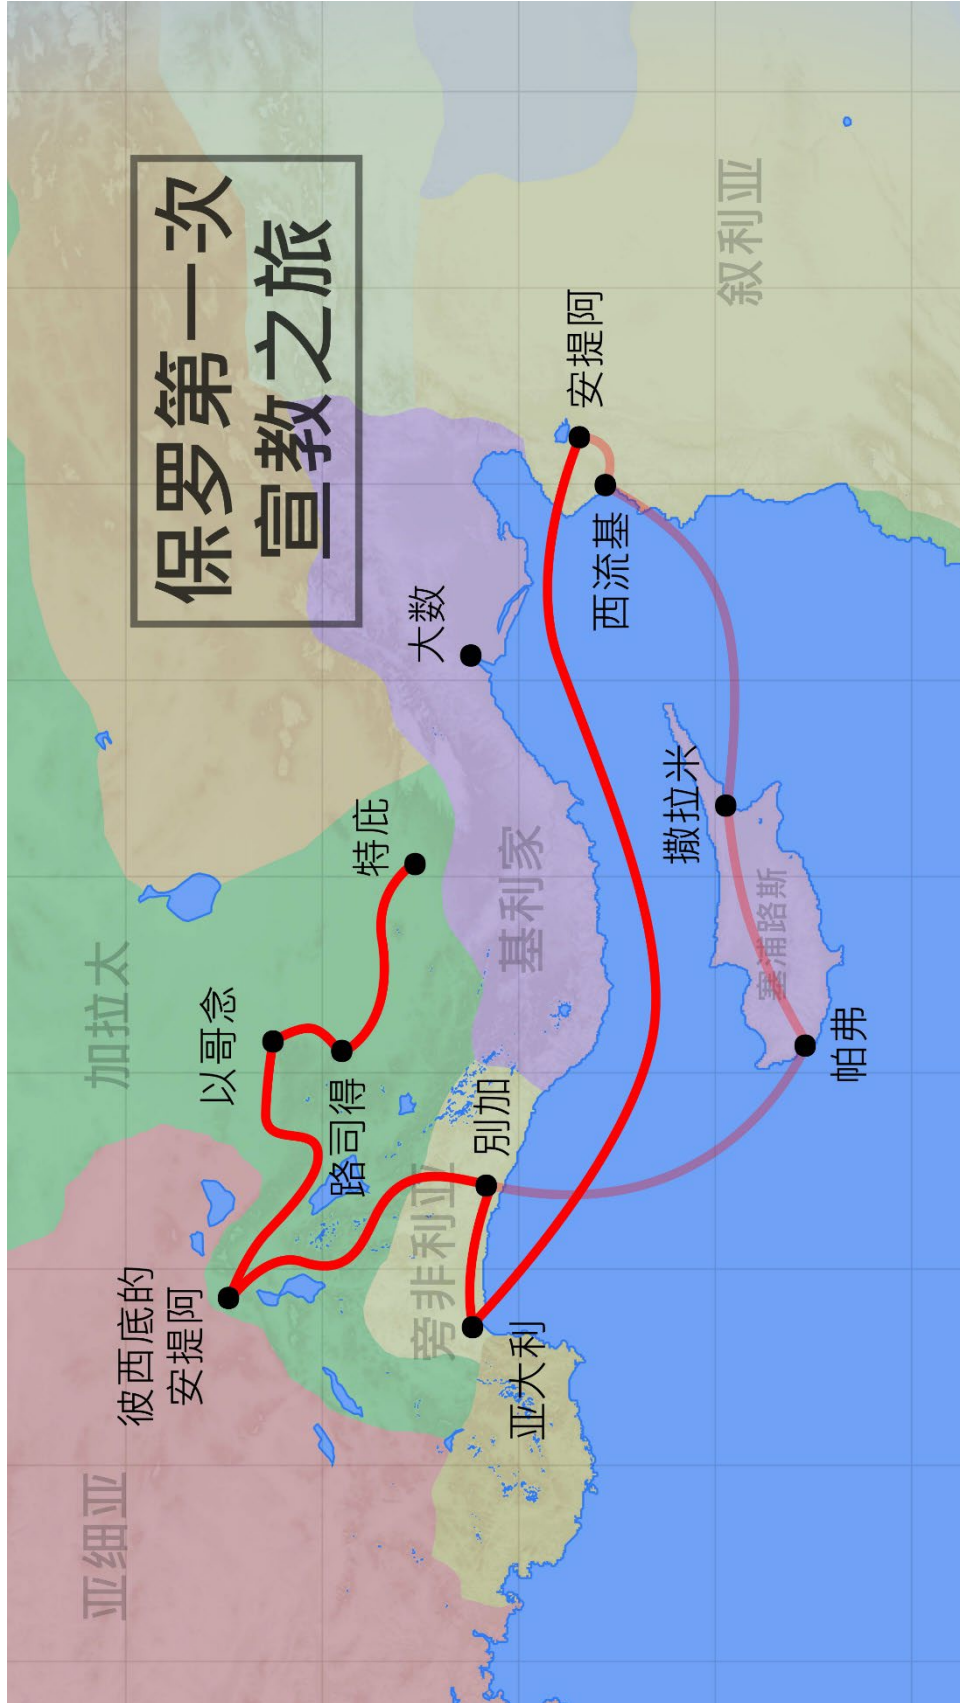 保罗第一次
宣教之旅
叙利亚
安提阿
西流基
大数
撒拉米
塞浦路斯
帕弗
基利家
特庇
加拉太
以哥念
路司得
别加
旁非利亚
彼西底的
安提阿
亚大利
亚细亚